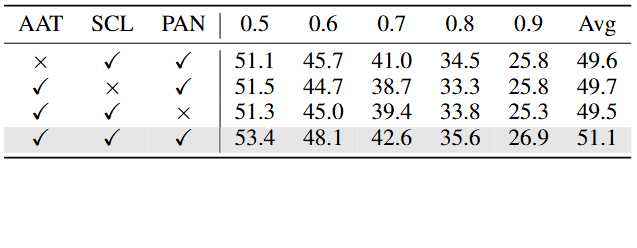 AAT SCL PAN 0.5 0.6 0.7 0.8 0.9 Avg
× ✓ ✓ 51.1 45.7 41.0 34.5 25.8 49.6
✓ × ✓ 51.5 44.7 38.7 33.3 25.8 49.7
✓ ✓ × 51.3 45.0 39.4 33.8 25.3 49.5
✓ ✓ ✓ 53.4 48.1 42.6 35.6 26.9 51.1